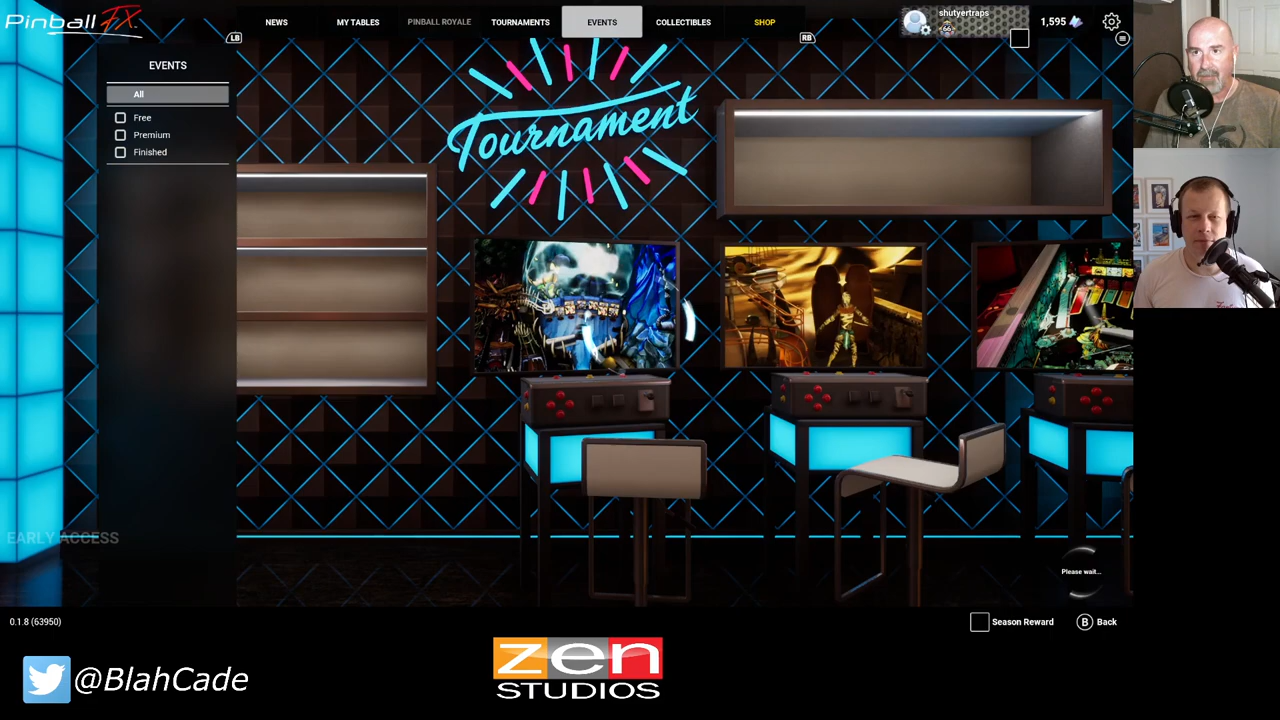 Pinball FX
NEWS
MY TABLES
PINBALL ROYALE
TOURNAMENTS
EVENTS
COLLECTIBLES
SHOP
shutyertraps
66
1,595
LB
RB
EVENTS
All
Free
Premium
Finished
Tournament
EARLY ACCESS
Please wait...
0.1.8 (63950)
Season Reward
B Back
@BlahCade
zen
STUDIOS